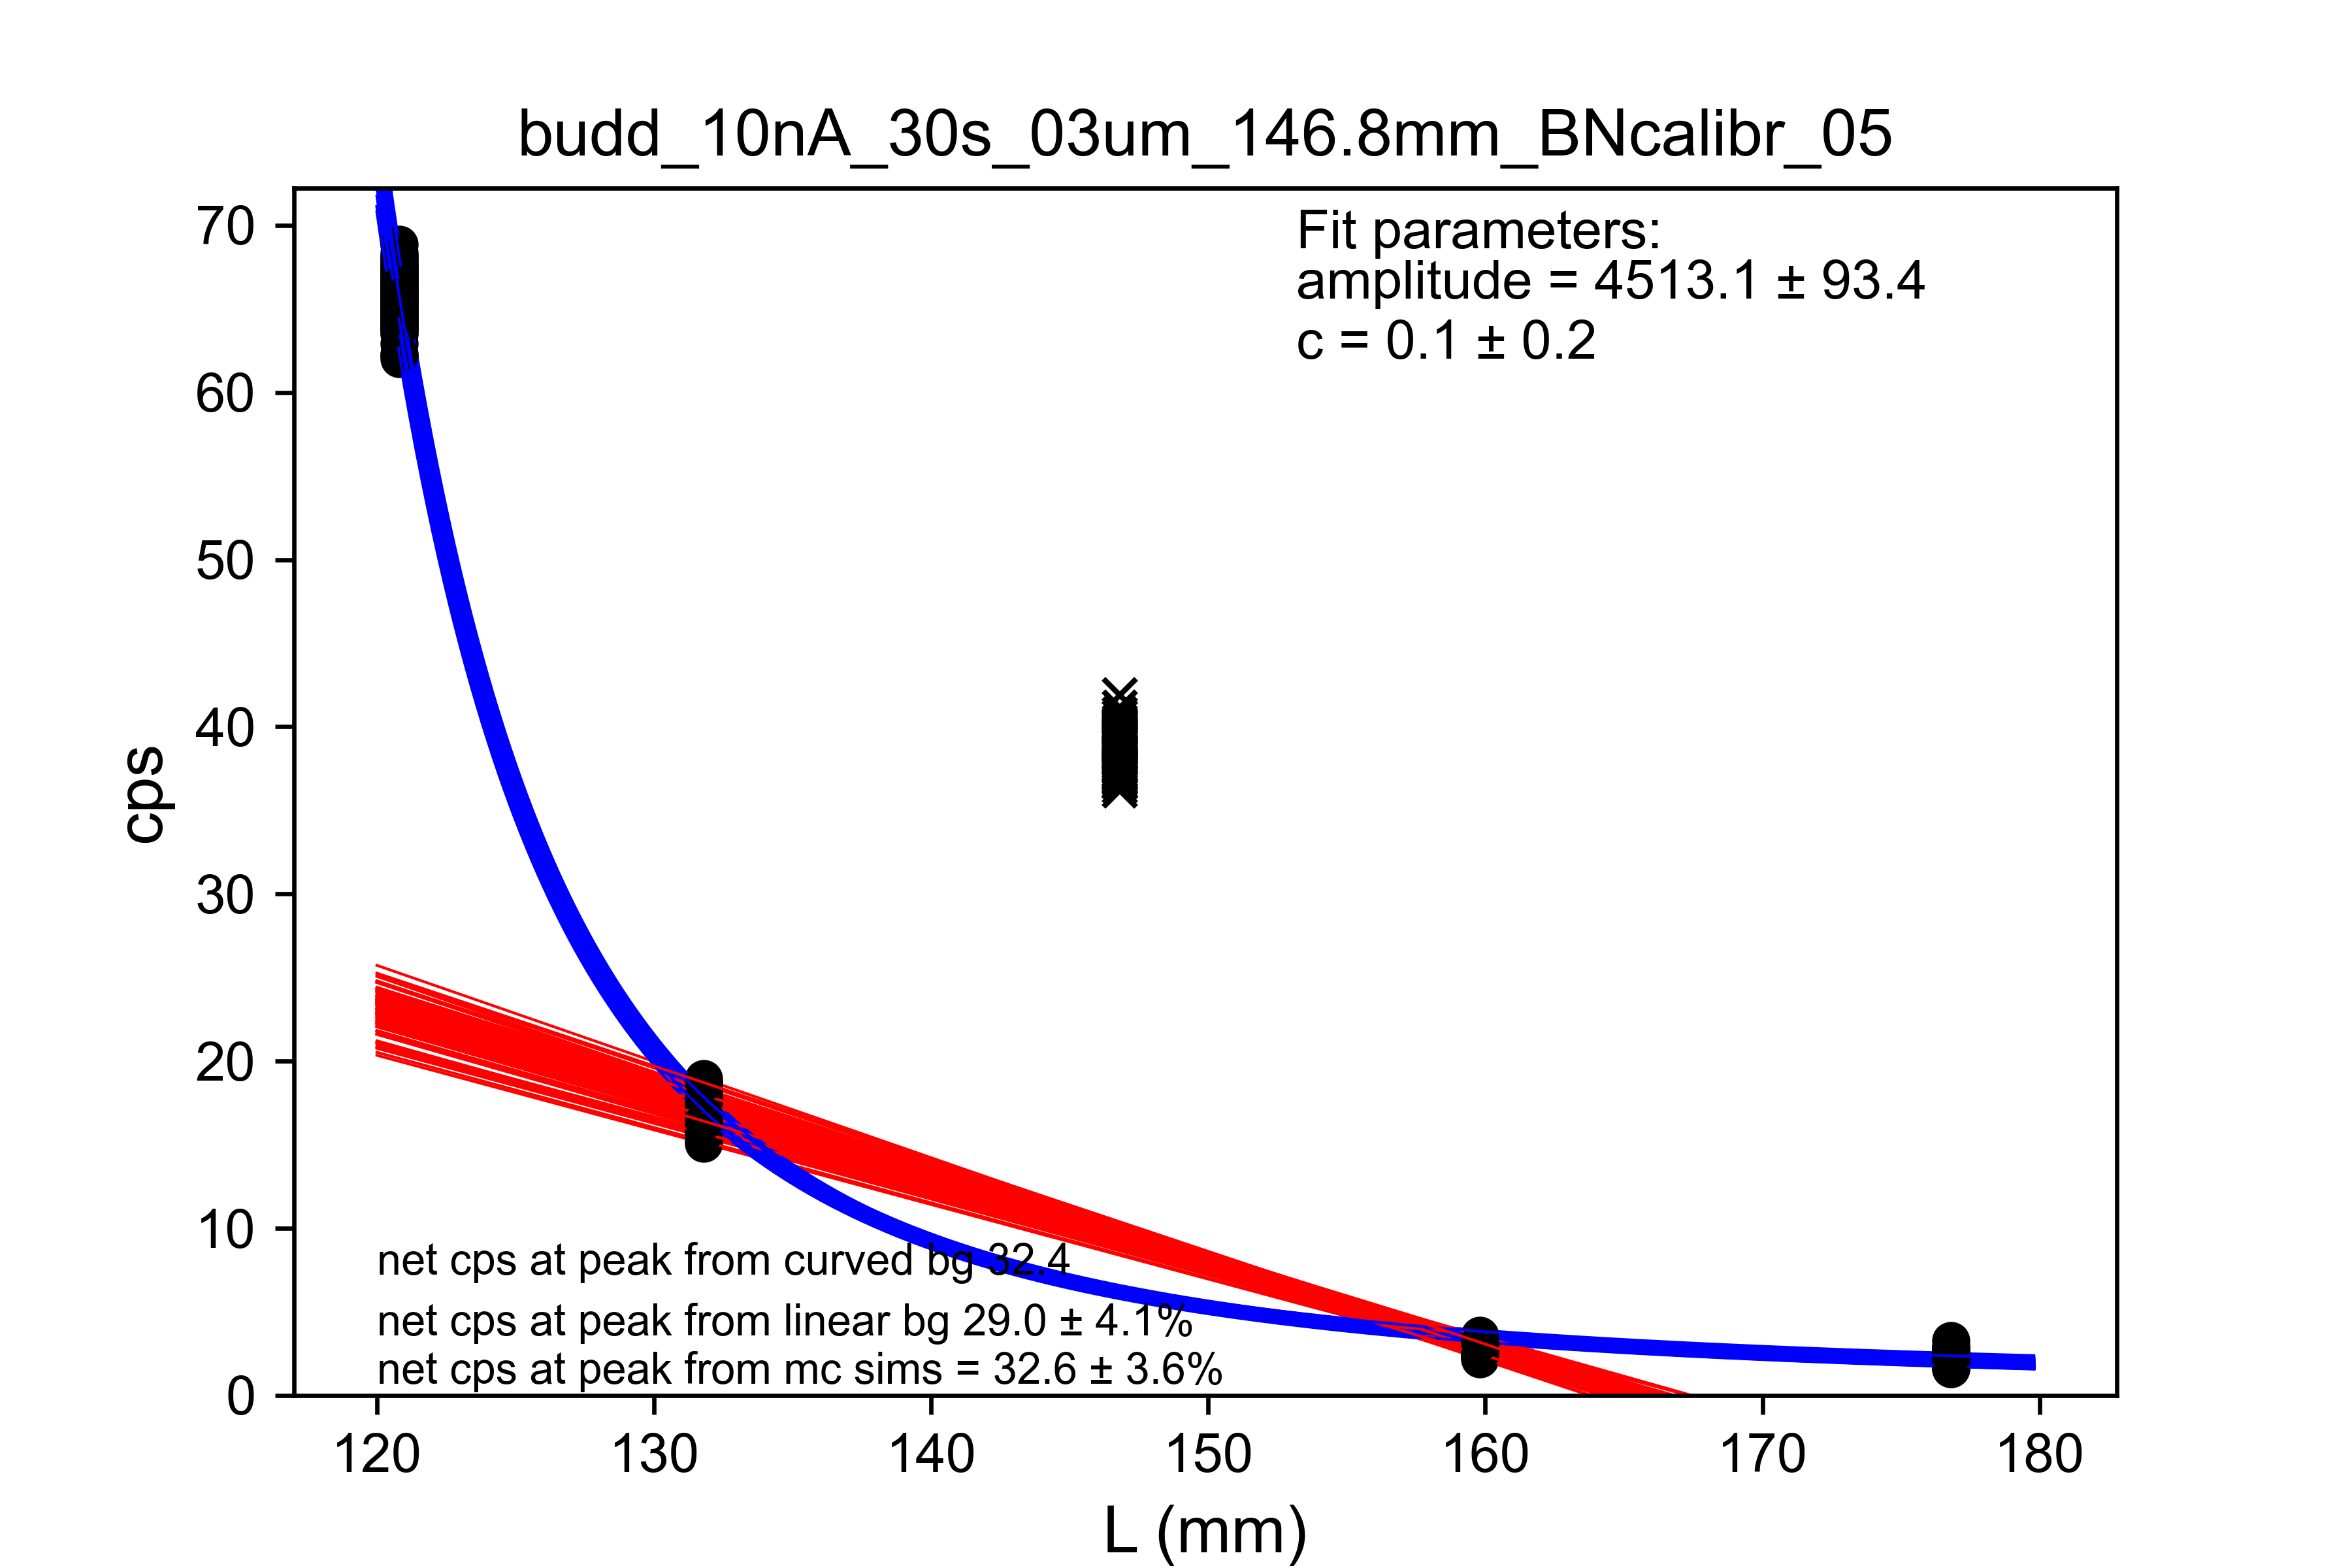 budd_10nA_30s_03um_146.8mm_BNcalibr_05
Fit parameters:
amplitude = 4513.1 ± 93.4
c = 0.1 ± 0.2
70
60
50
40
30
20
10
0
cps
net cps at peak from curved bg 32.4
net cps at peak from linear bg 29.0 ± 4.1%
net cps at peak from mc sims = 32.6 ± 3.6%
120 130 140 150 160 170 180
L (mm)